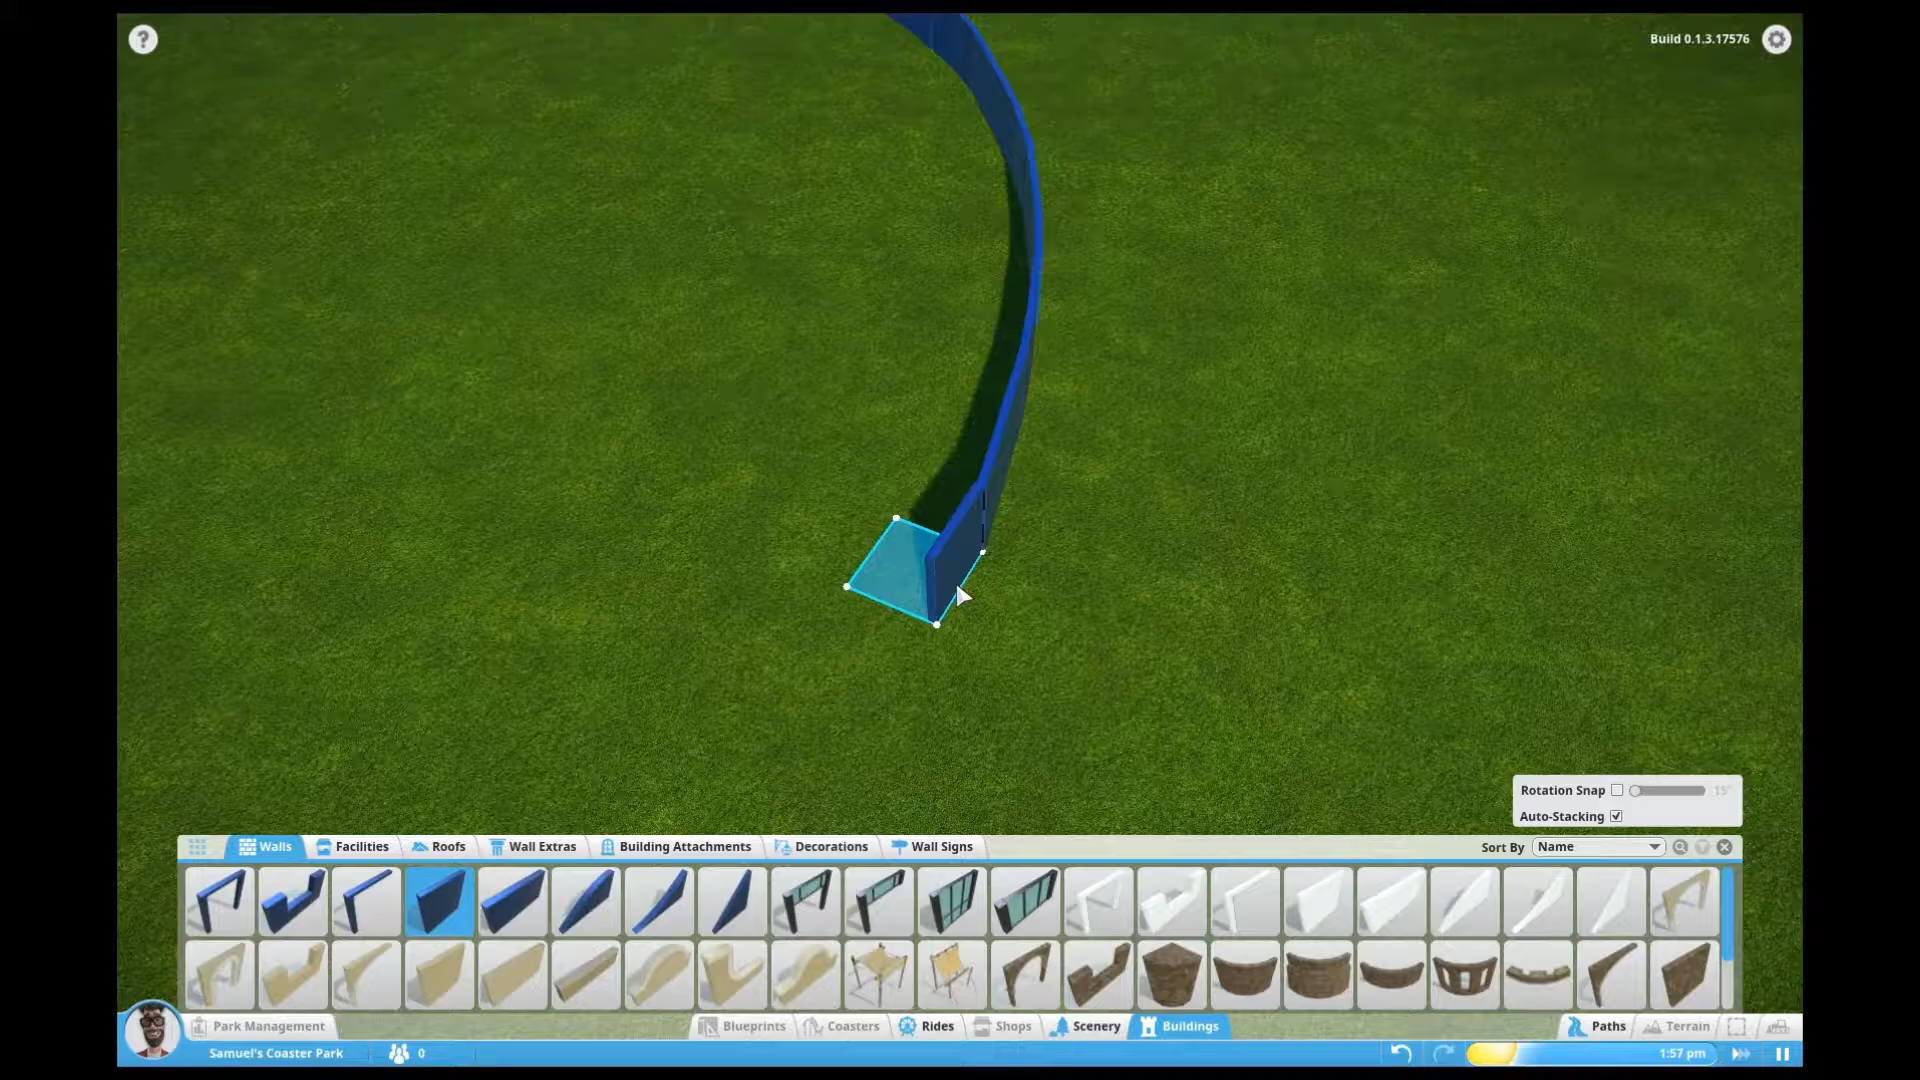 ?
Build 0.1.3.17576
Rotation Snap 15°
Auto-Stacking
Walls Facilities Roofs Wall Extras Building Attachments Decorations Wall Signs Sort By Name
Park Management Blueprints Coasters Rides Shops Scenery Buildings Paths Terrain
Samuel's Coaster Park 0 1:57 pm